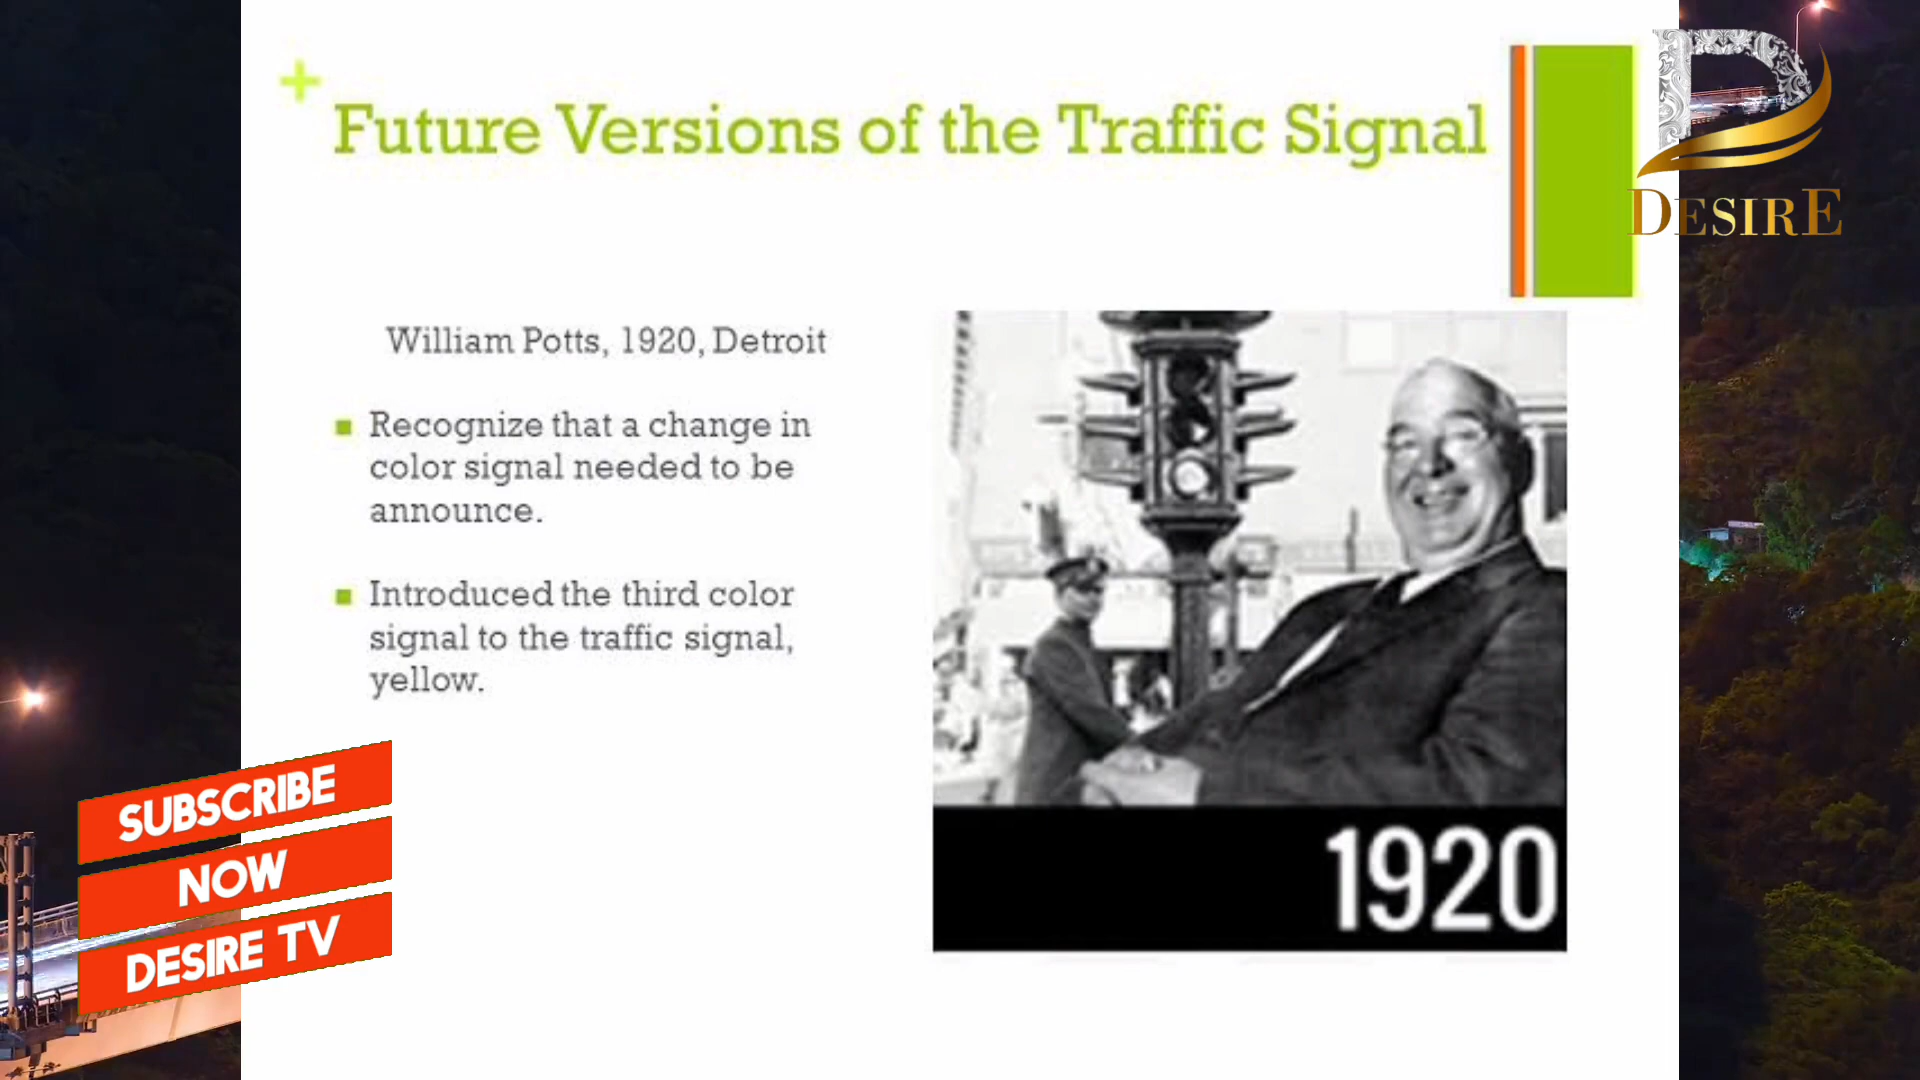 +
Future Versions of the Traffic Signal
DESIRE
William Potts, 1920, Detroit
Recognize that a change in
color signal needed to be
announce.
Introduced the third color
signal to the traffic signal,
yellow.
1920
SUBSCRIBE
NOW
DESIRE TV